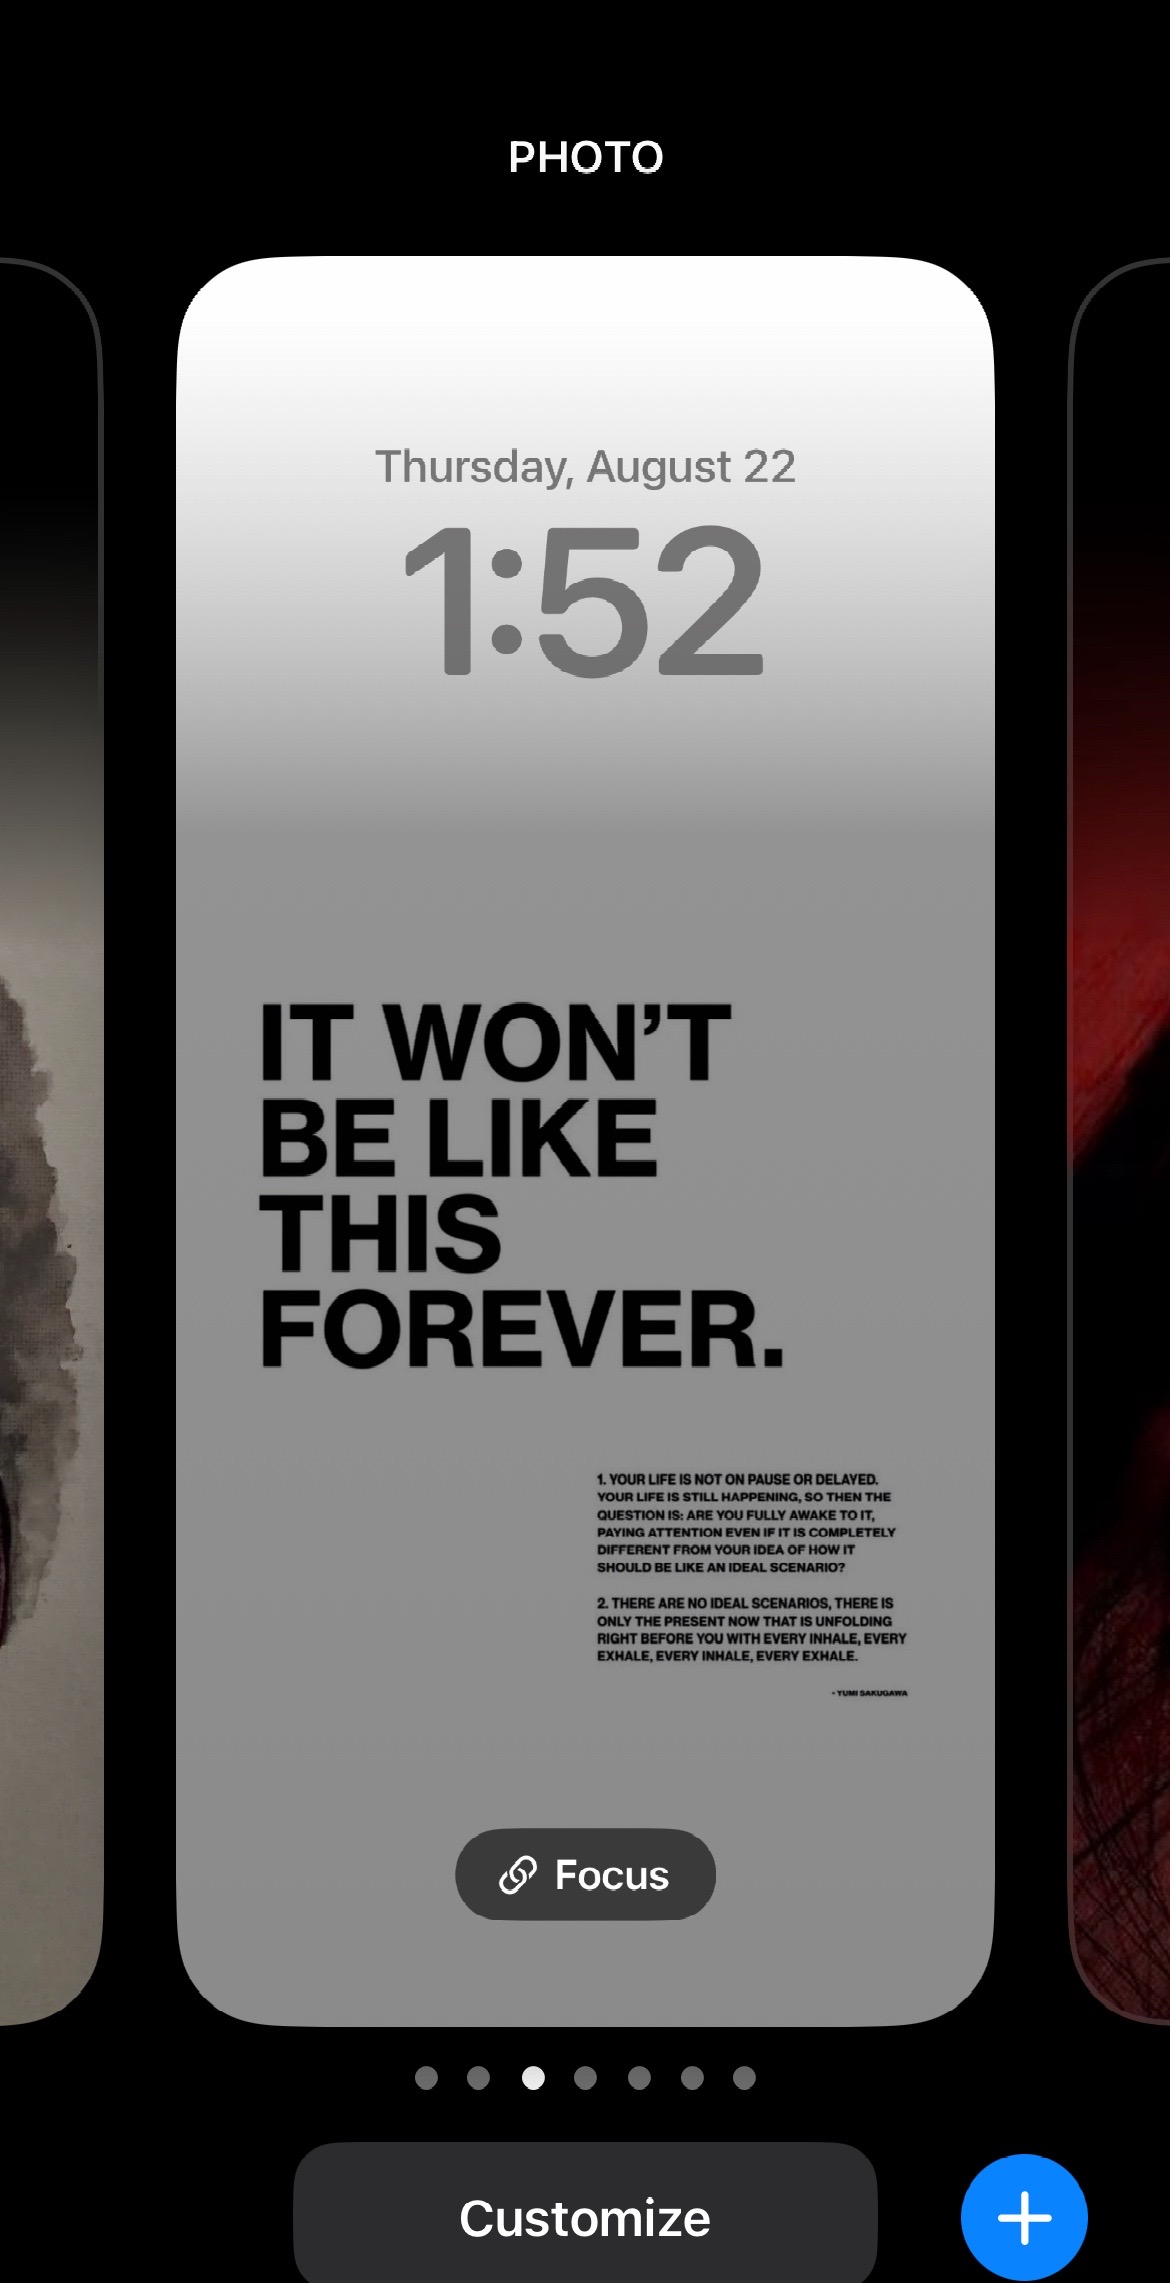 PHOTO
Thursday, August 22
1:52
IT WON’T
BE LIKE
THIS
FOREVER.
1. YOUR LIFE IS NOT ON PAUSE OR DELAYED.
YOUR LIFE IS STILL HAPPENING, SO THEN THE
QUESTION IS: ARE YOU FULLY AWAKE TO IT,
PAYING ATTENTION EVEN IF IT IS COMPLETELY
DIFFERENT FROM YOUR IDEA OF HOW IT
SHOULD BE LIKE AN IDEAL SCENARIO?
2. THERE ARE NO IDEAL SCENARIOS, THERE IS
ONLY THE PRESENT NOW THAT IS UNFOLDING
RIGHT BEFORE YOU WITH EVERY INHALE, EVERY
EXHALE, EVERY INHALE, EVERY EXHALE.
- YUMI SAKUGAWA
Focus
Customize